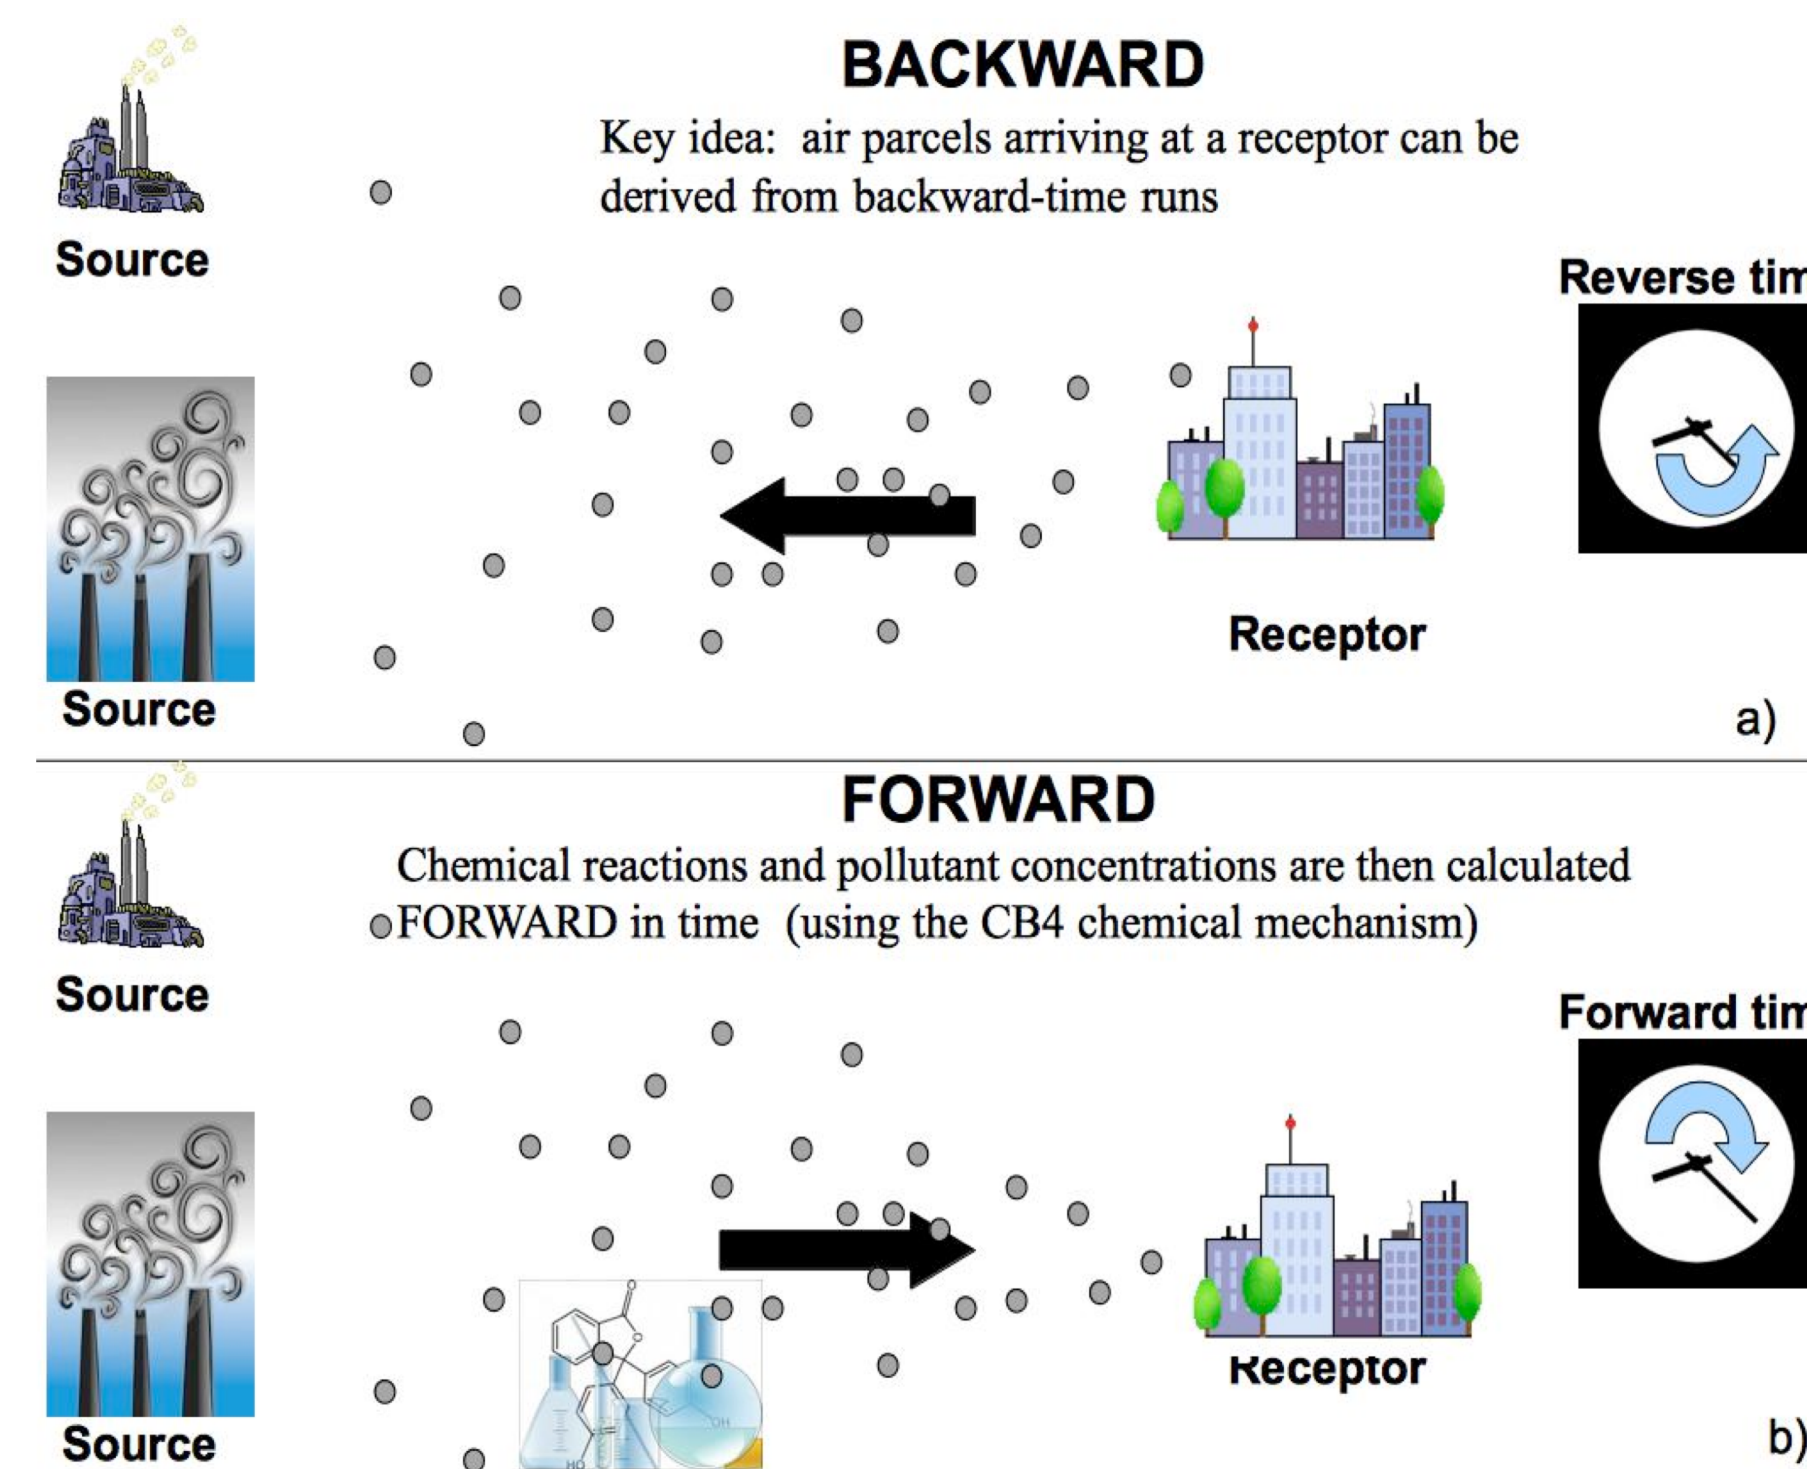 BACKWARD
Key idea: air parcels arriving at a receptor can be
derived from backward-time runs
Source
Reverse tim
Receptor
Source
a)
FORWARD
Chemical reactions and pollutant concentrations are then calculated
FORWARD in time (using the CB4 chemical mechanism)
Source
Forward tim
O
O
OH
HO
Receptor
Source
b)